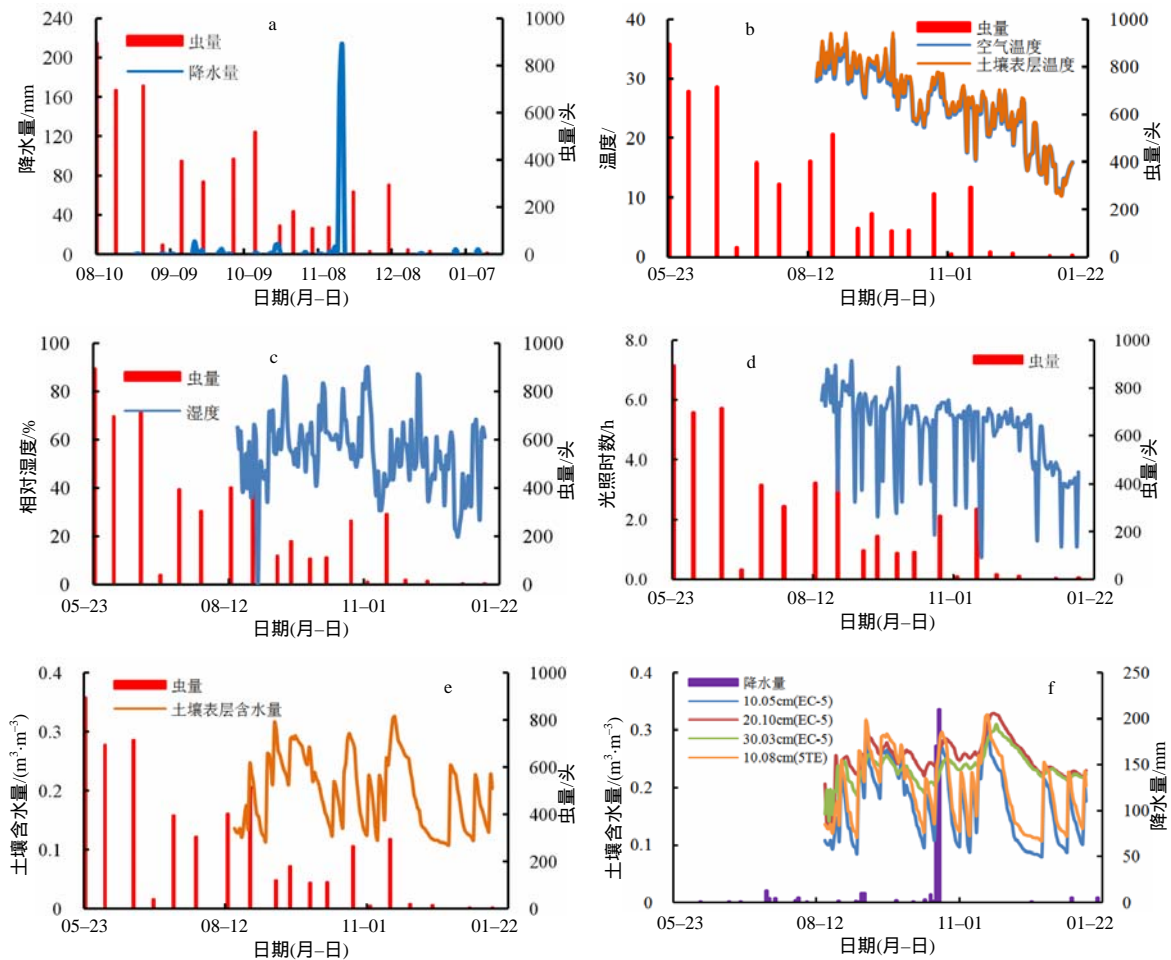 a
虫量
降水量
降水量/mm
240
200
160
120
80
40
0
1000
800
600
400
200
0
虫量/头
08–10
09–09
10–09
11–08
12–08
01–07
日期(月–日)
b
虫量
空气温度
土壤表层温度
温度/
40
30
20
10
0
1000
800
600
400
200
0
虫量/头
05–23
08–12
11–01
01–22
日期(月–日)
c
虫量
湿度
相对湿度/%
100
80
60
40
20
0
1000
800
600
400
200
0
虫量/头
05–23
08–12
11–01
01–22
日期(月–日)
d
虫量
光照时数/h
8.0
6.0
4.0
2.0
0.0
1000
800
600
400
200
0
虫量/头
05–23
08–12
11–01
01–22
日期(月–日)
e
虫量
土壤表层含水量
土壤含水量/(m³·m⁻³)
0.4
0.3
0.2
0.1
0
1000
800
600
400
200
0
虫量/头
05–23
08–12
11–01
01–22
日期(月–日)
f
降水量
10.05cm(EC-5)
20.10cm(EC-5)
30.03cm(EC-5)
10.08cm(5TE)
土壤含水量/(m³·m⁻³)
0.4
0.3
0.2
0.1
0
250
200
150
100
50
0
降水量/mm
05–23
08–12
11–01
01–22
日期(月–日)